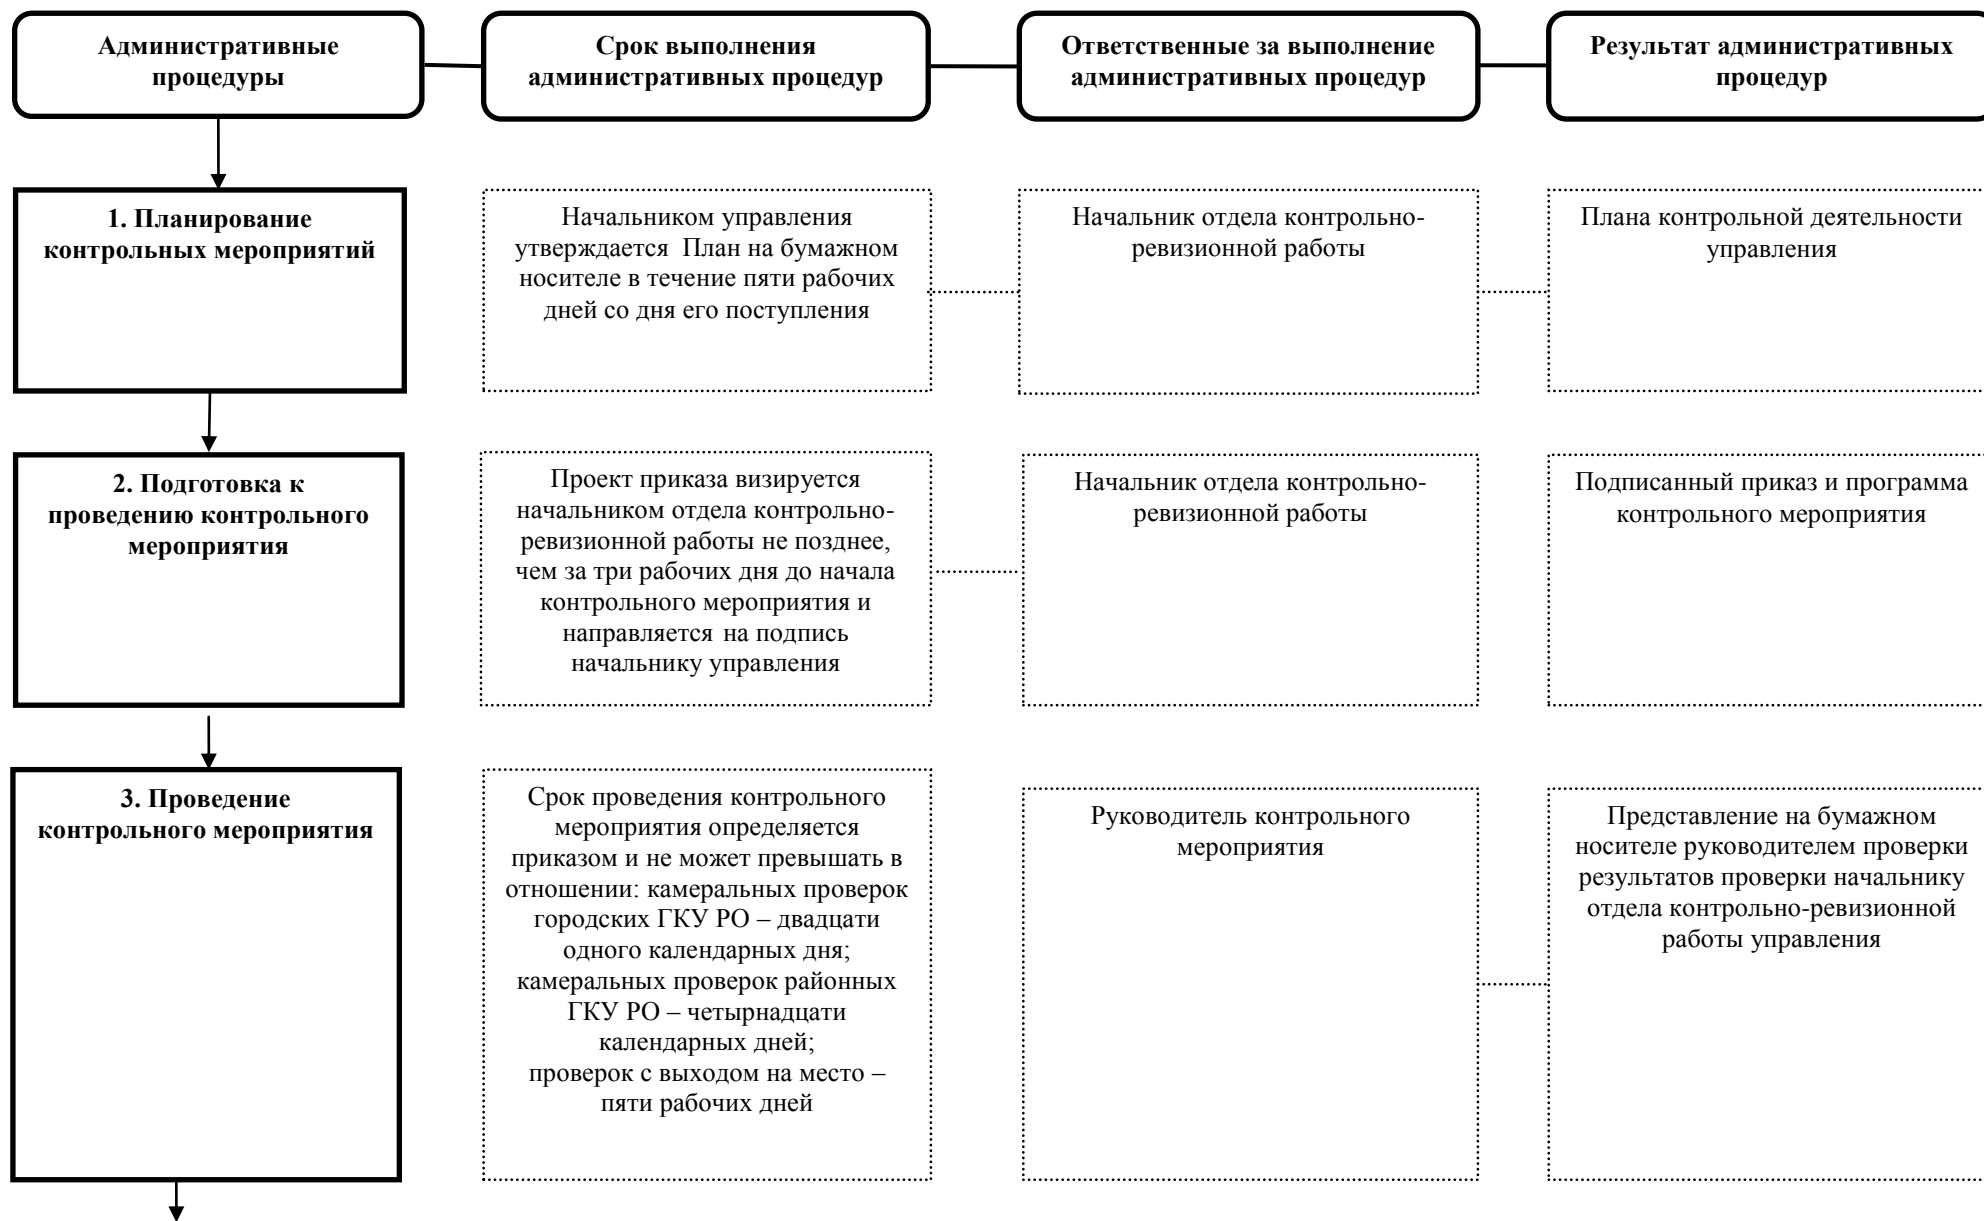 Административные
процедуры
Срок выполнения
административных процедур
Ответственные за выполнение
административных процедур
Результат административных
процедур
1. Планирование
контрольных мероприятий
Начальником управления
утверждается План на бумажном
носителе в течение пяти рабочих
дней со дня его поступления
Начальник отдела контрольно-
ревизионной работы
Плана контрольной деятельности
управления
2. Подготовка к
проведению контрольного
мероприятия
Проект приказа визируется
начальником отдела контрольно-
ревизионной работы не позднее,
чем за три рабочих дня до начала
контрольного мероприятия и
направляется на подпись
начальнику управления
Начальник отдела контрольно-
ревизионной работы
Подписанный приказ и программа
контрольного мероприятия
3. Проведение
контрольного мероприятия
Срок проведения контрольного
мероприятия определяется
приказом и не может превышать в
отношении: камеральных проверок
городских ГКУ РО – двадцати
одного календарных дня;
камеральных проверок районных
ГКУ РО – четырнадцати
календарных дней;
проверок с выходом на место –
пяти рабочих дней
Руководитель контрольного
мероприятия
Представление на бумажном
носителе руководителем проверки
результатов проверки начальнику
отдела контрольно-ревизионной
работы управления